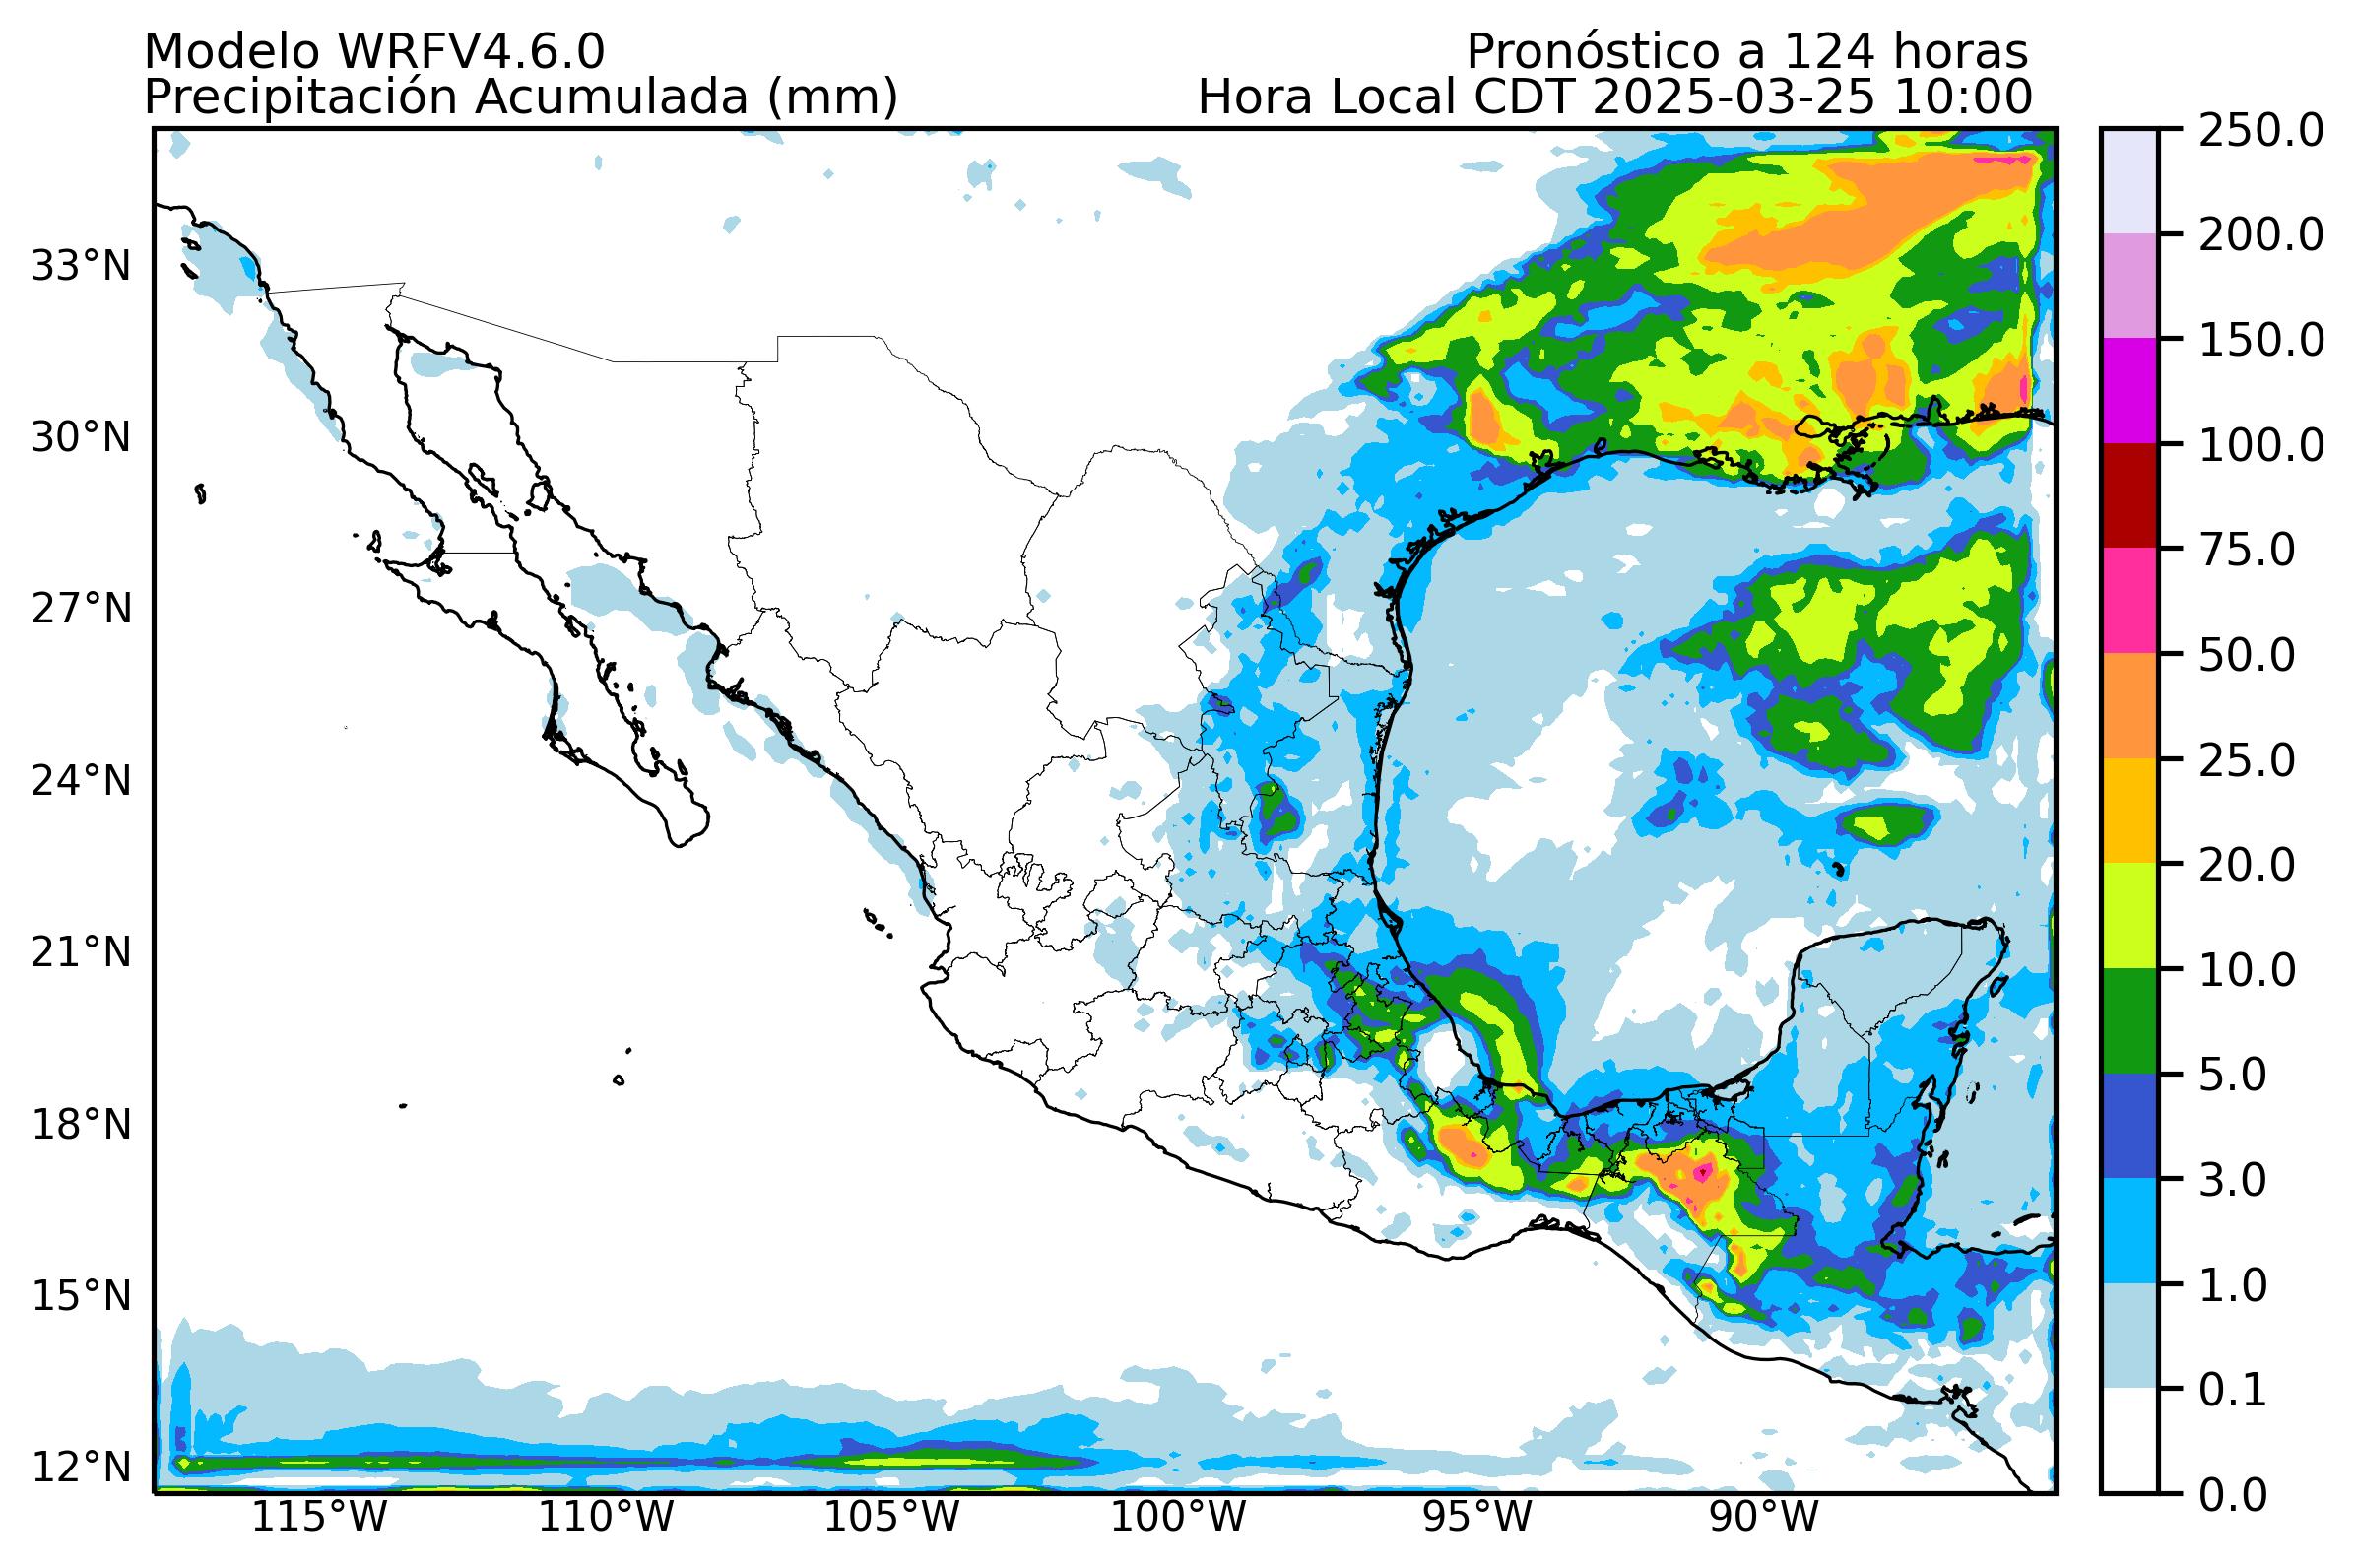 Modelo WRFV4.6.0
Pronóstico a 124 horas
Precipitación Acumulada (mm)
Hora Local CDT 2025-03-25 10:00
250.0
200.0
150.0
100.0
75.0
50.0
25.0
20.0
10.0
5.0
3.0
1.0
0.1
0.0
33°N
30°N
27°N
24°N
21°N
18°N
15°N
12°N
115°W
110°W
105°W
100°W
95°W
90°W